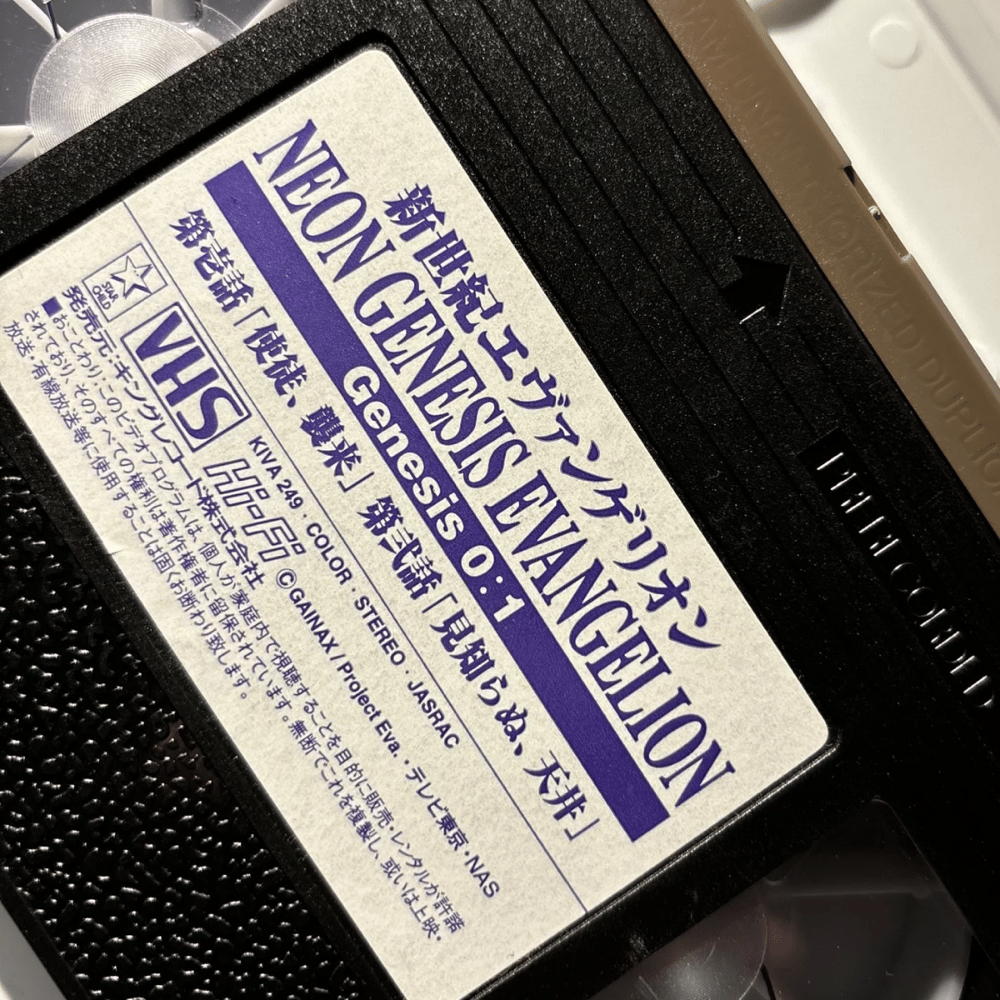 新世紀エヴァンゲリオン
NEON GENESIS EVANGELION
Genesis 0:1
第壱話「使徒、襲来」 第弐話「見知らぬ、天井」
STAR CHILD
VHS
Hi-Fi
KIVA 249・COLOR・STEREO・JASRAC
©GAINAX / Project Eva.・テレビ東京・NAS
発売元:キングレコード株式会社
■おことわり:このビデオプログラムは、個人が家庭内で視聴することを目的に販売・レンタルが許諾
されており、そのすべての権利は著作権者に留保されています。無断でこれを複製し、或いは上映・
放送・有線放送等に使用することは固くお断わり致します。